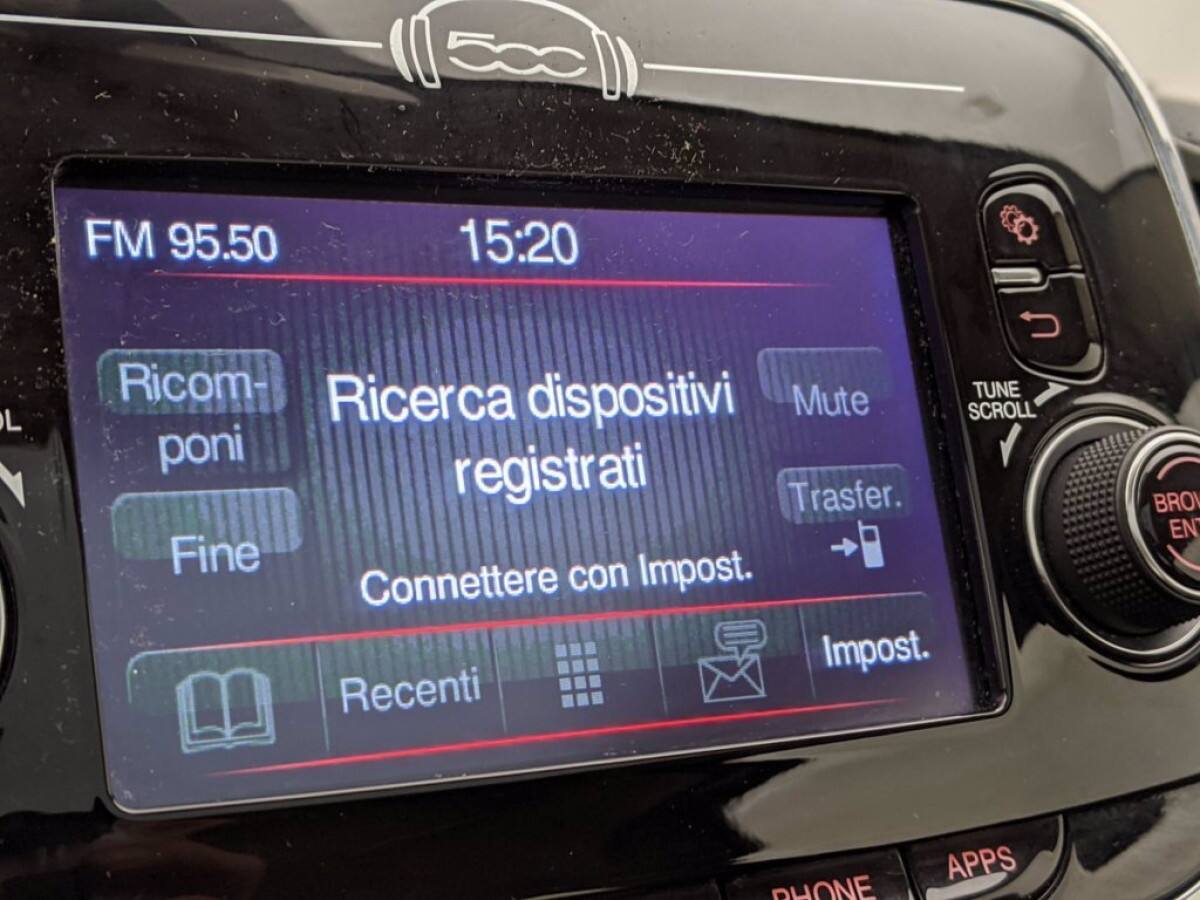 500
FM 95.50
15:20
Ricom-
poni
Ricerca dispositivi
registrati
Mute
Fine
Trasfer.
Connettere con Impost.
Recenti
Impost.
TUNE
SCROLL
PHONE
APPS